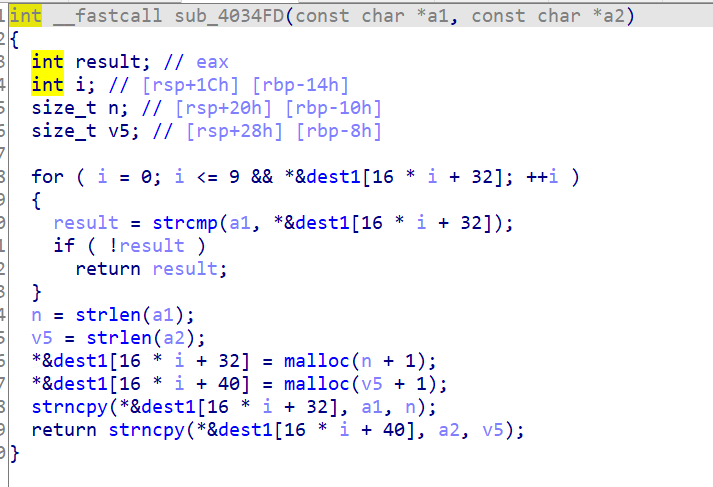 1 int __fastcall sub_4034FD(const char *a1, const char *a2)
2 {
3 int result; // eax
4 int i; // [rsp+1Ch] [rbp-14h]
5 size_t n; // [rsp+20h] [rbp-10h]
6 size_t v5; // [rsp+28h] [rbp-8h]
7
8 for ( i = 0; i <= 9 && *&dest1[16 * i + 32]; ++i )
9 {
0 result = strcmp(a1, *&dest1[16 * i + 32]);
1 if ( !result )
2 return result;
3 }
4 n = strlen(a1);
5 v5 = strlen(a2);
6 *&dest1[16 * i + 32] = malloc(n + 1);
7 *&dest1[16 * i + 40] = malloc(v5 + 1);
8 strncpy(*&dest1[16 * i + 32], a1, n);
9 return strncpy(*&dest1[16 * i + 40], a2, v5);
0 }